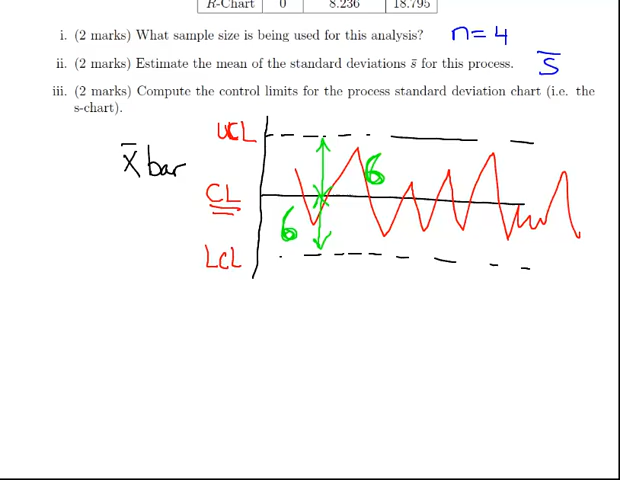 R-Chart 0 8.236 18.795
i. (2 marks) What sample size is being used for this analysis? n = 4
ii. (2 marks) Estimate the mean of the standard deviations s̄ for this process. s̄
iii. (2 marks) Compute the control limits for the process standard deviation chart (i.e. the
s-chart).
UCL
x̄ bar
6
CL
6
LCL